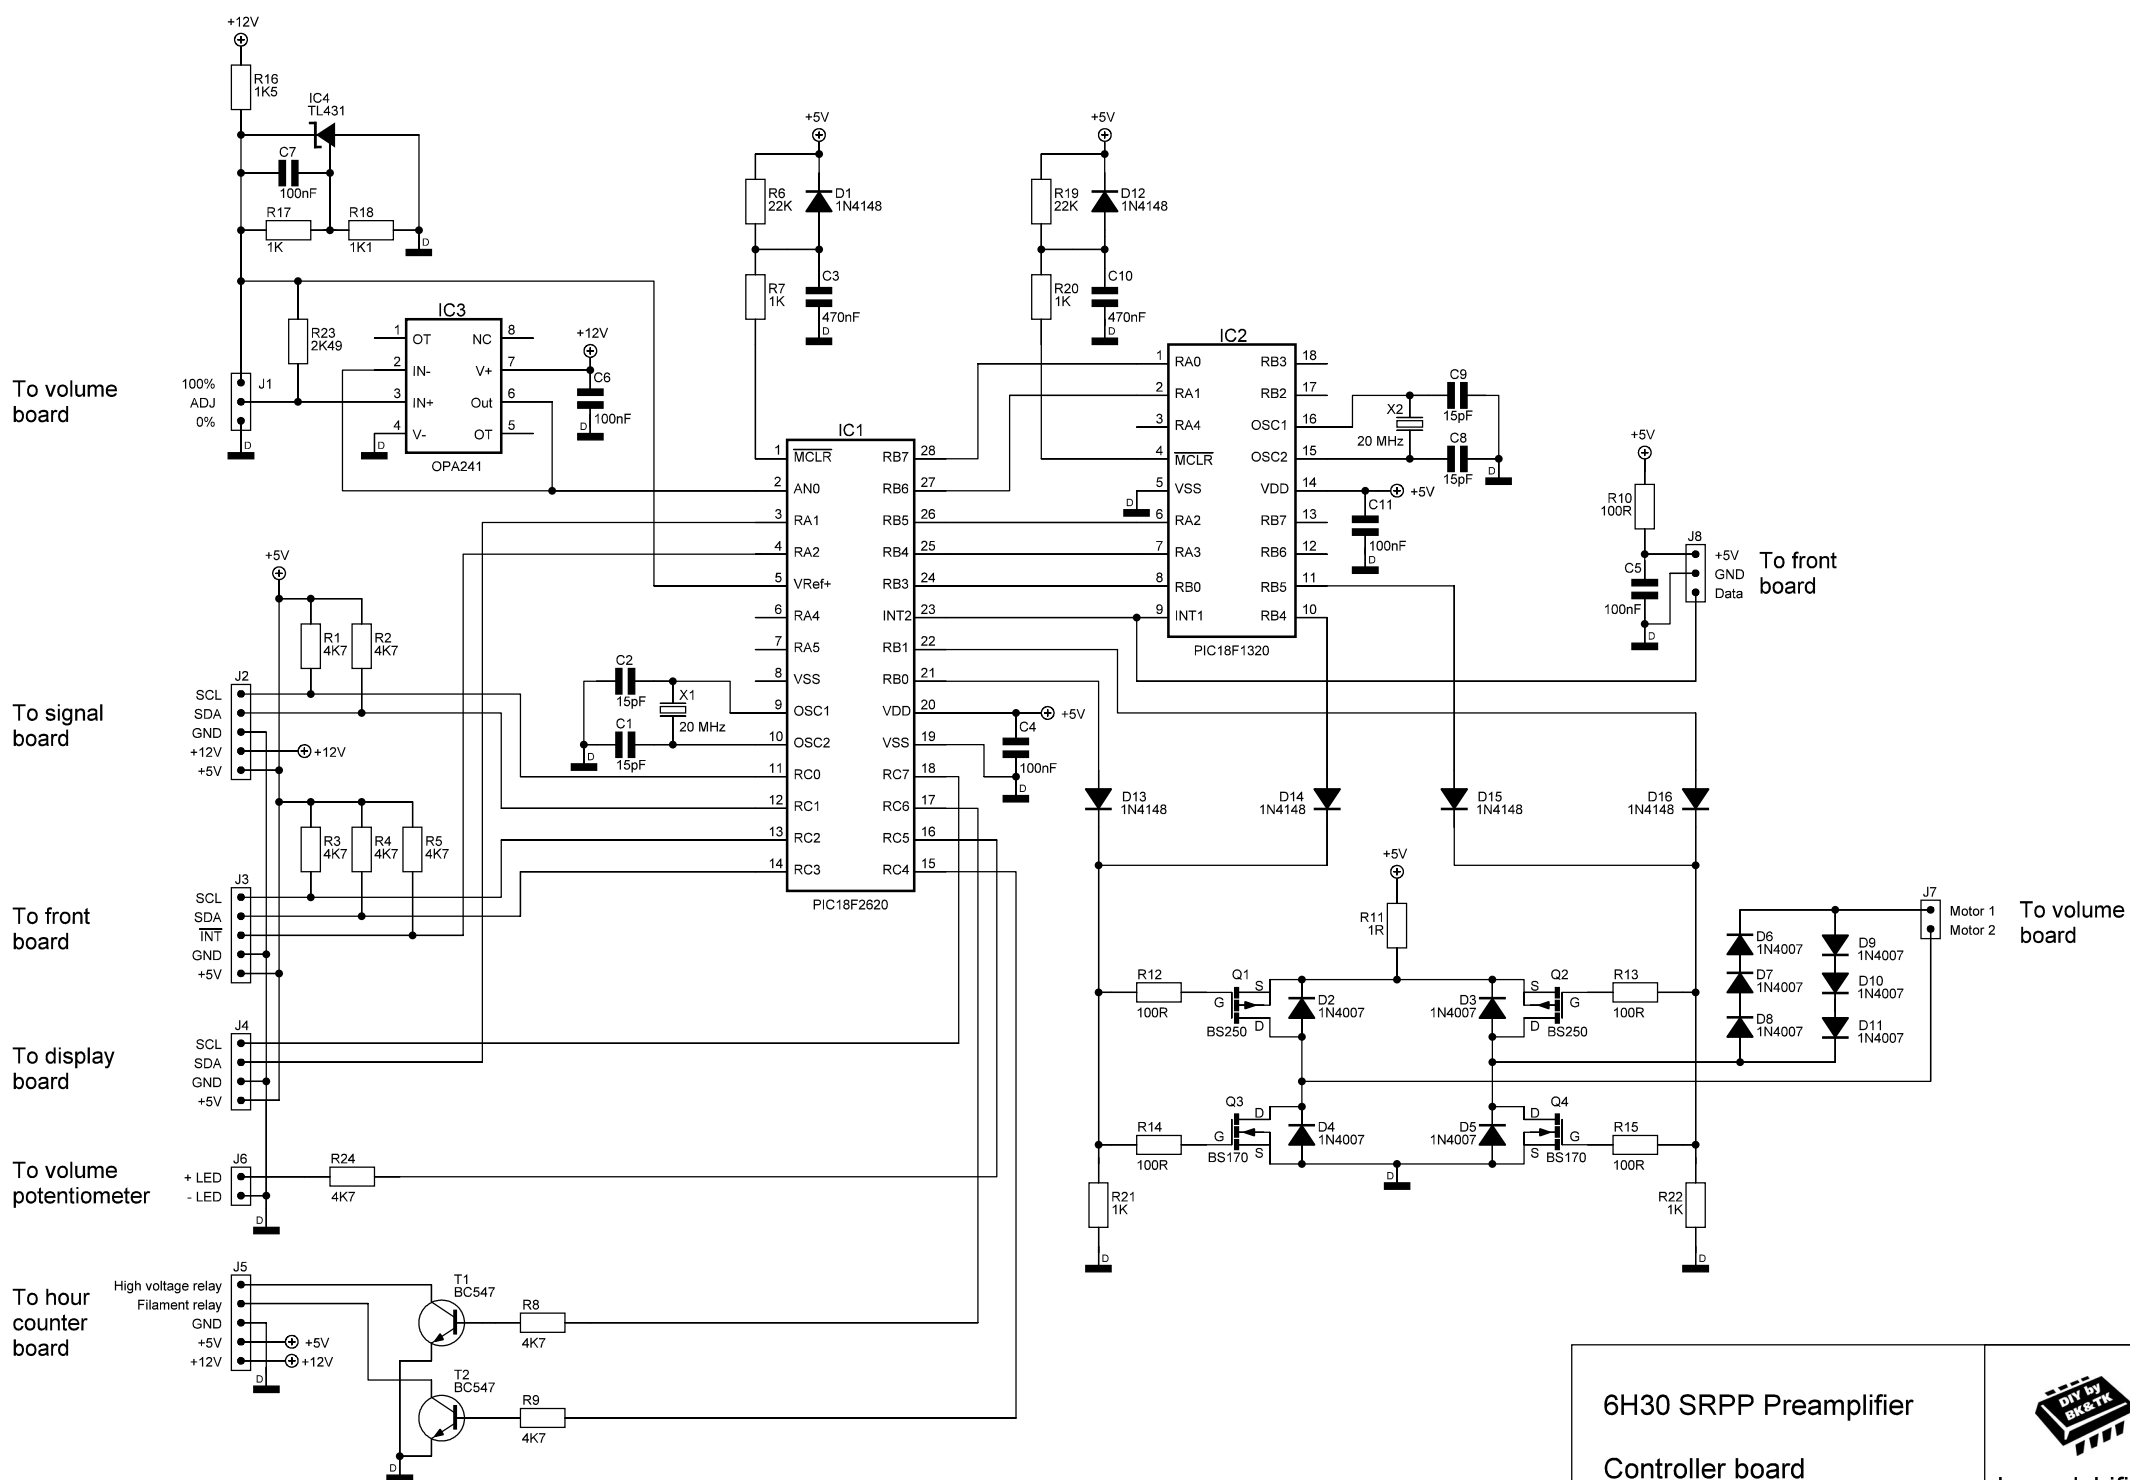 +12V
R16
1K5
IC4
TL431
C7
100nF
R17
1K
R18
1K1
D
R23
2K49
IC3
1 OT NC 8
2 IN- V+ 7
3 IN+ Out 6
4 V- OT 5
OPA241
D
+12V
C6
100nF
D
To volume
board
100%
ADJ
0%
J1
D
+5V
R6
22K
D1
1N4148
R7
1K
C3
470nF
D
+5V
R19
22K
D12
1N4148
R20
1K
C10
470nF
D
IC2
1 RA0 RB3 18
2 RA1 RB2 17
3 RA4 OSC1 16
4 MCLR OSC2 15
5 VSS VDD 14
6 RA2 RB7 13
7 RA3 RB6 12
8 RB0 RB5 11
9 INT1 RB4 10
PIC18F1320
D
C9
15pF
X2
20 MHz
C8
15pF
D
+5V
C11
100nF
D
+5V
R10
100R
C5
100nF
D
J8
+5V
GND
Data
To front
board
IC1
1 MCLR RB7 28
2 AN0 RB6 27
3 RA1 RB5 26
4 RA2 RB4 25
5 VRef+ RB3 24
6 RA4 INT2 23
7 RA5 RB1 22
8 VSS RB0 21
9 OSC1 VDD 20
10 OSC2 VSS 19
11 RC0 RC7 18
12 RC1 RC6 17
13 RC2 RC5 16
14 RC3 RC4 15
PIC18F2620
C2
15pF
X1
20 MHz
C1
15pF
D
+5V
C4
100nF
D
+5V
R1
4K7
R2
4K7
To signal
board
J2
SCL
SDA
GND
+12V
+5V
+12V
R3
4K7
R4
4K7
R5
4K7
To front
board
J3
SCL
SDA
INT
GND
+5V
To display
board
J4
SCL
SDA
GND
+5V
To volume
potentiometer
J6
+ LED
- LED
D
R24
4K7
To hour
counter
board
J5
High voltage relay
Filament relay
GND
+5V
+12V
+5V
+12V
D
T1
BC547
R8
4K7
T2
BC547
R9
4K7
D
D13
1N4148
D14
1N4148
D15
1N4148
D16
1N4148
+5V
R11
1R
R12
100R
Q1
G
S
D
BS250
D2
1N4007
D3
1N4007
Q2
S
G
D
BS250
R13
100R
R14
100R
Q3
G
D
S
BS170
D4
1N4007
D5
1N4007
Q4
D
G
S
BS170
R15
100R
D
R21
1K
D
R22
1K
D
D6
1N4007
D7
1N4007
D8
1N4007
D9
1N4007
D10
1N4007
D11
1N4007
J7
Motor 1
Motor 2
To volume
board
6H30 SRPP Preamplifier
Controller board
DIY by
BK&TK